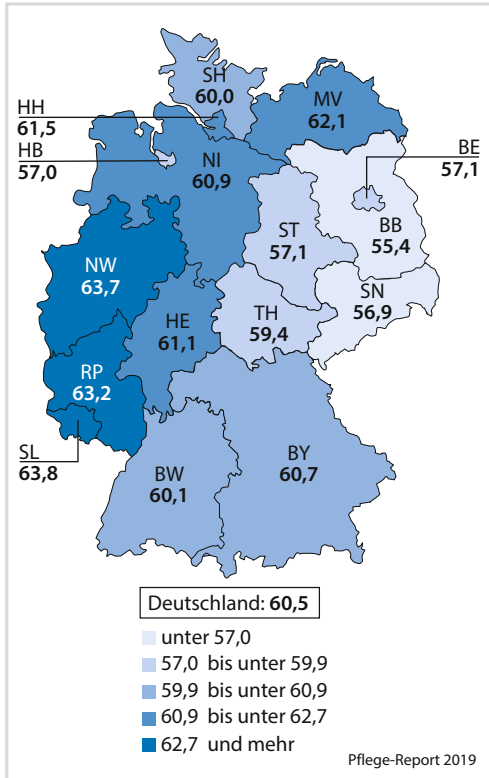 SH
60,0
MV
62,1
HH
61,5
HB
57,0
NI
60,9
BE
57,1
BB
55,4
ST
57,1
NW
63,7
SN
56,9
TH
59,4
HE
61,1
RP
63,2
SL
63,8
BW
60,1
BY
60,7
Deutschland: 60,5
unter 57,0
57,0 bis unter 59,9
59,9 bis unter 60,9
60,9 bis unter 62,7
62,7 und mehr
Pflege-Report 2019